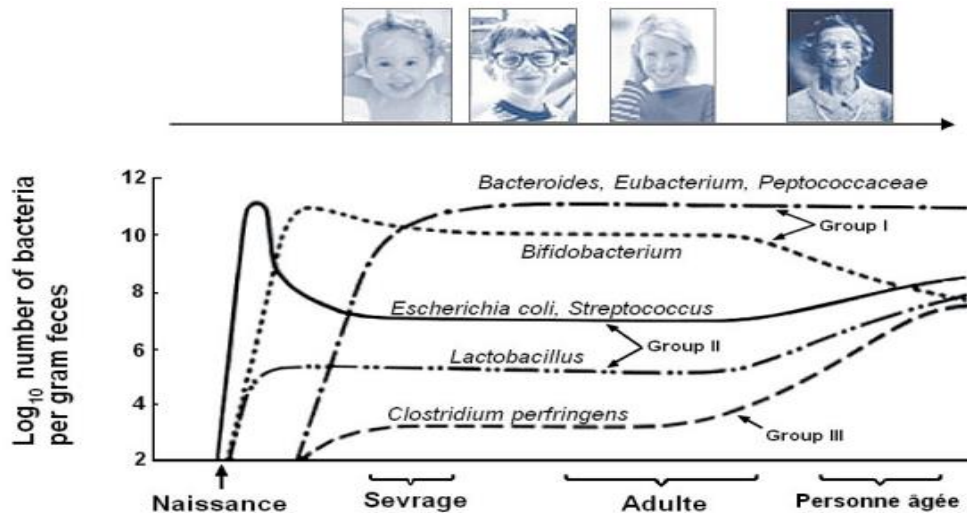 12
10
8
6
4
2
Log10 number of bacteria
per gram feces
Bacteroides, Eubacterium, Peptococcaceae
Group I
Bifidobacterium
Escherichia coli, Streptococcus
Group II
Lactobacillus
Clostridium perfringens
Group III
Naissance
Sevrage
Adulte
Personne âgée